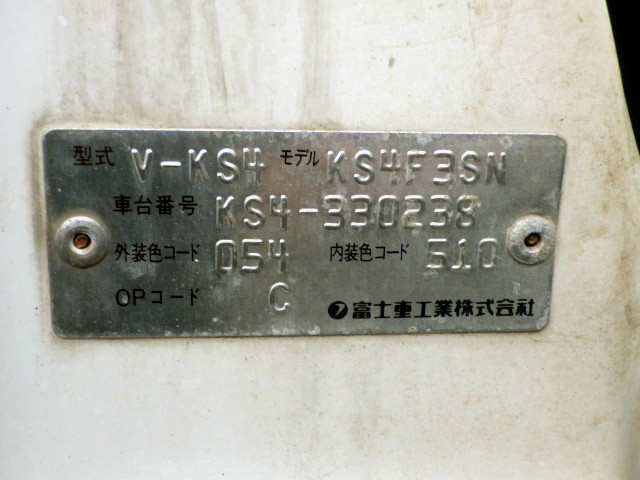 型式 V-KS4 モデル KS4F3SN
車台番号 KS4-330238
外装色コード 054 内装色コード 510
OPコード C フ富士重工業株式会社